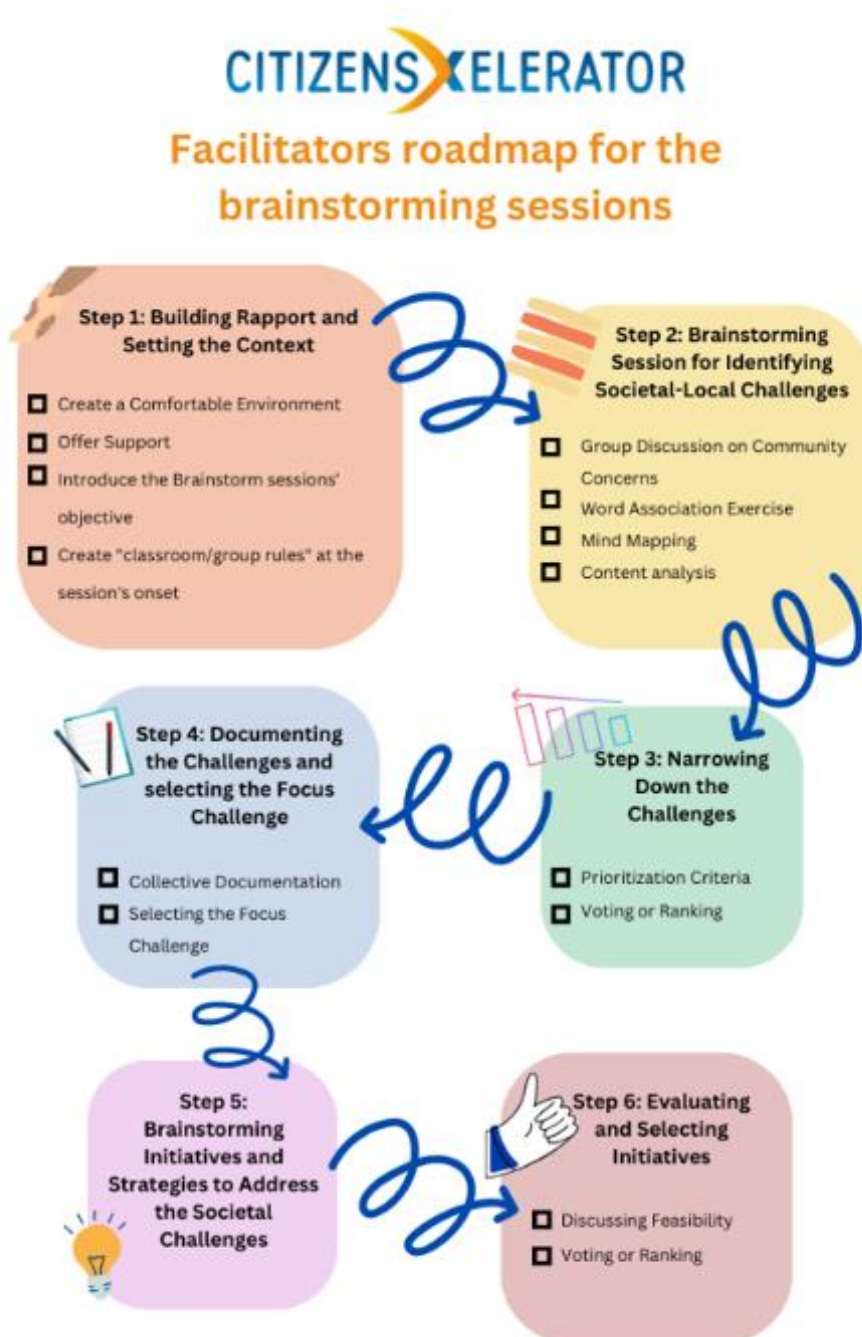 CITIZENSXELERATOR
Facilitators roadmap for the
brainstorming sessions
Step 1: Building Rapport and
Setting the Context
Create a Comfortable Environment
Offer Support
Introduce the Brainstorm sessions'
objective
Create "classroom/group rules" at the
session's onset
Step 2: Brainstorming
Session for Identifying
Societal-Local Challenges
Group Discussion on Community
Concerns
Word Association Exercise
Mind Mapping
Content analysis
Step 3: Narrowing
Down the
Challenges
Prioritization Criteria
Voting or Ranking
Step 4: Documenting
the Challenges and
selecting the Focus
Challenge
Collective Documentation
Selecting the Focus
Challenge
Step 5:
Brainstorming
Initiatives and
Strategies to Address
the Societal
Challenges
Step 6: Evaluating
and Selecting
Initiatives
Discussing Feasibility
Voting or Ranking